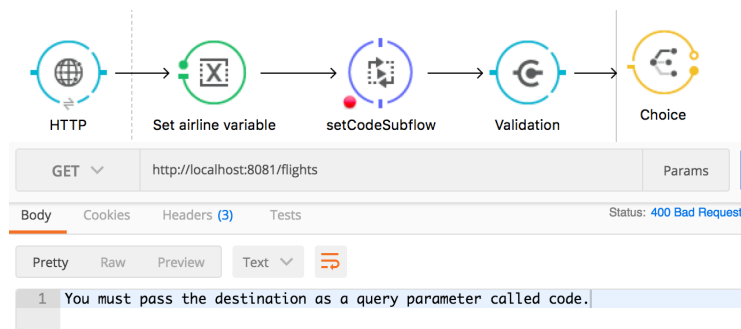 HTTP Set airline variable setCodeSubflow Validation Choice
GET http://localhost:8081/flights Params
Body Cookies Headers (3) Tests Status: 400 Bad Request
Pretty Raw Preview Text
1 You must pass the destination as a query parameter called code.